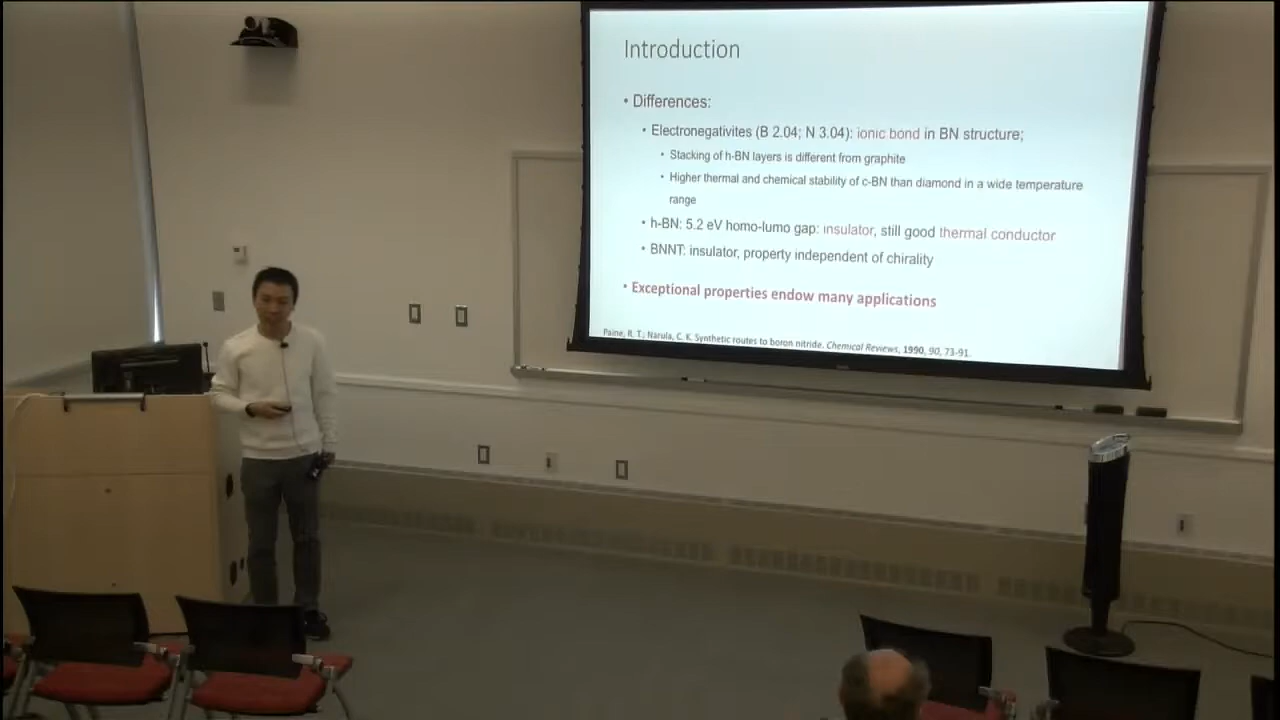 Introduction
• Differences:
• Electronegativites (B 2.04; N 3.04): ionic bond in BN structure;
• Stacking of h-BN layers is different from graphite
• Higher thermal and chemical stability of c-BN than diamond in a wide temperature
range
• h-BN: 5.2 eV homo-lumo gap: insulator, still good thermal conductor
• BNNT: insulator, property independent of chirality
• Exceptional properties endow many applications
Paine, R. T.; Narula, C. K. Synthetic routes to boron nitride. Chemical Reviews, 1990, 90, 73-91.